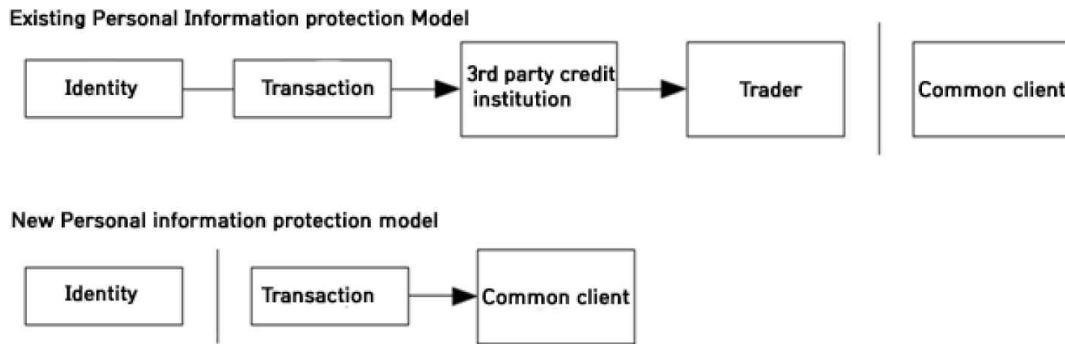 Existing Personal Information protection Model
Identity
Transaction
3rd party credit
institution
Trader
Common client
New Personal information protection model
Identity
Transaction
Common client